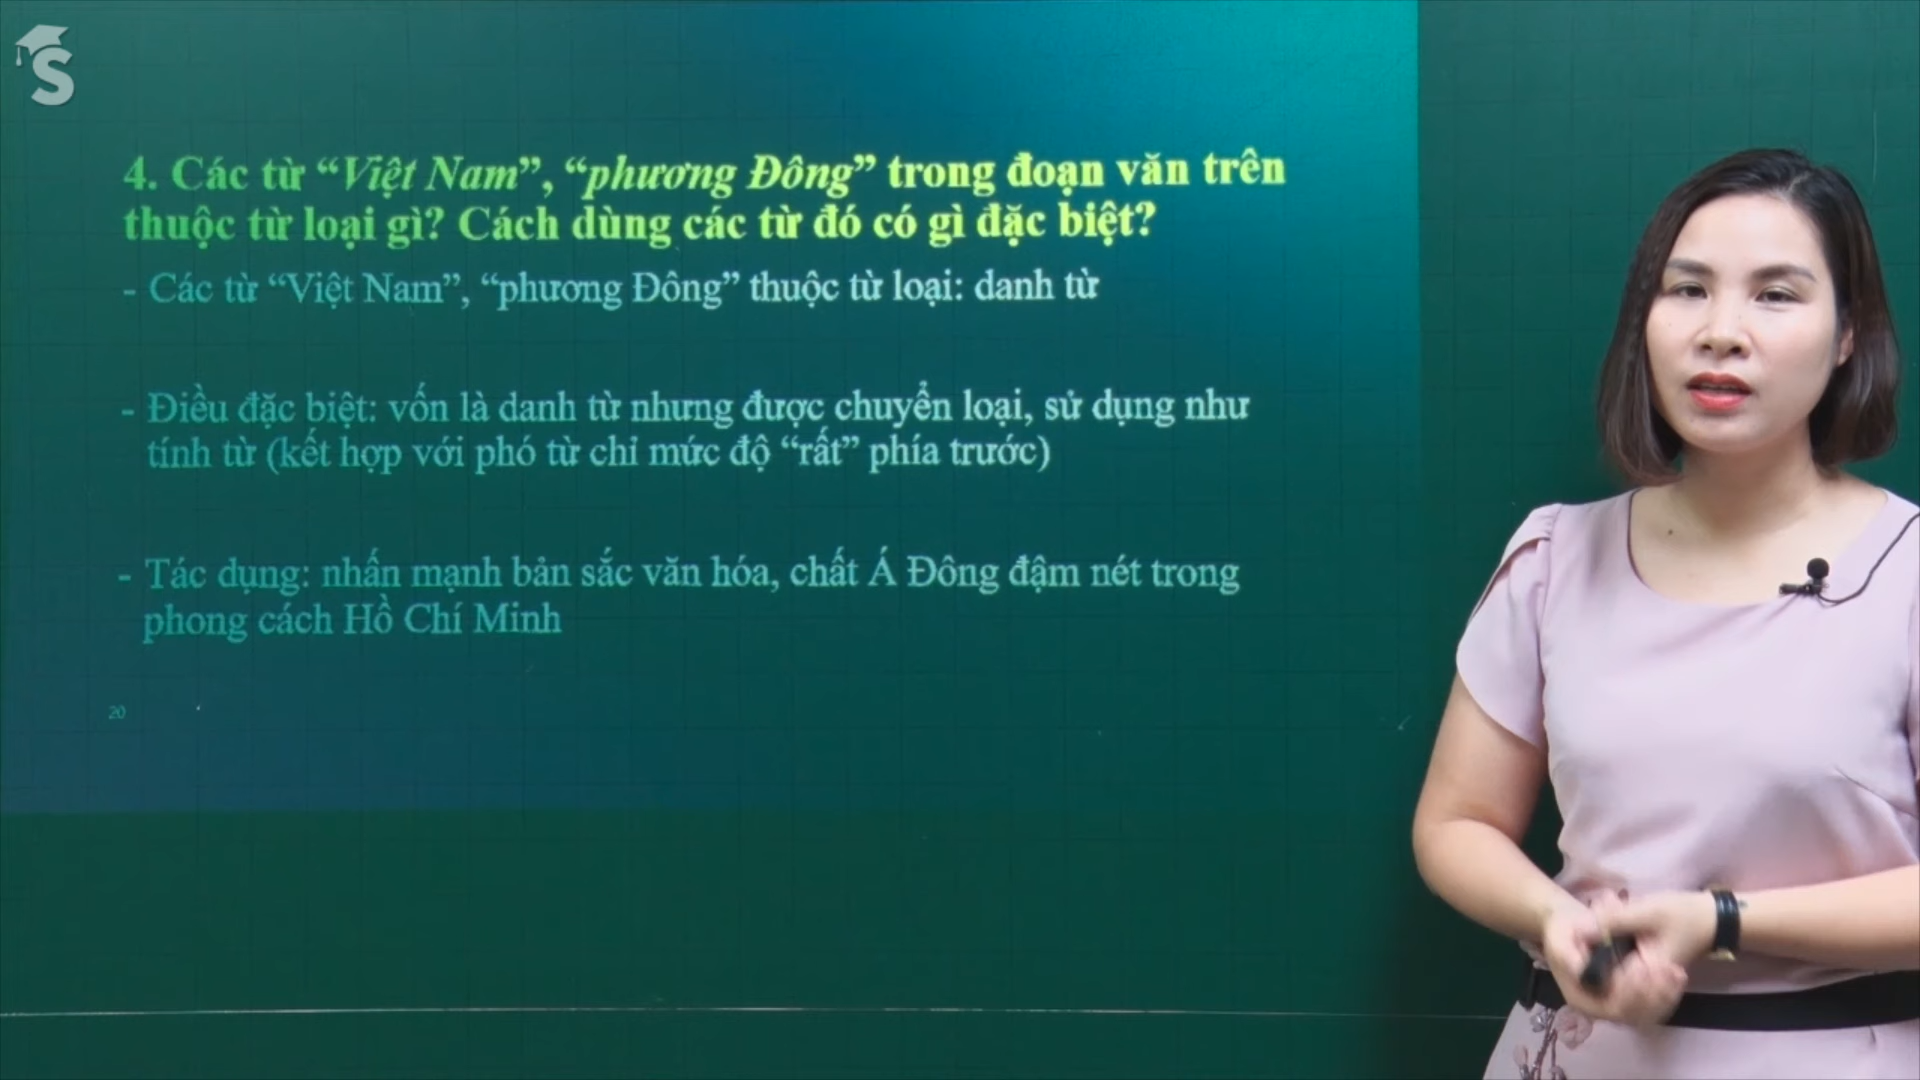 S
4. Các từ “Việt Nam”, “phương Đông” trong đoạn văn trên
thuộc từ loại gì? Cách dùng các từ đó có gì đặc biệt?
- Các từ “Việt Nam”, “phương Đông” thuộc từ loại: danh từ
- Điều đặc biệt: vốn là danh từ nhưng được chuyển loại, sử dụng như
tính từ (kết hợp với phó từ chỉ mức độ “rất” phía trước)
- Tác dụng: nhấn mạnh bản sắc văn hóa, chất Á Đông đậm nét trong
phong cách Hồ Chí Minh
20